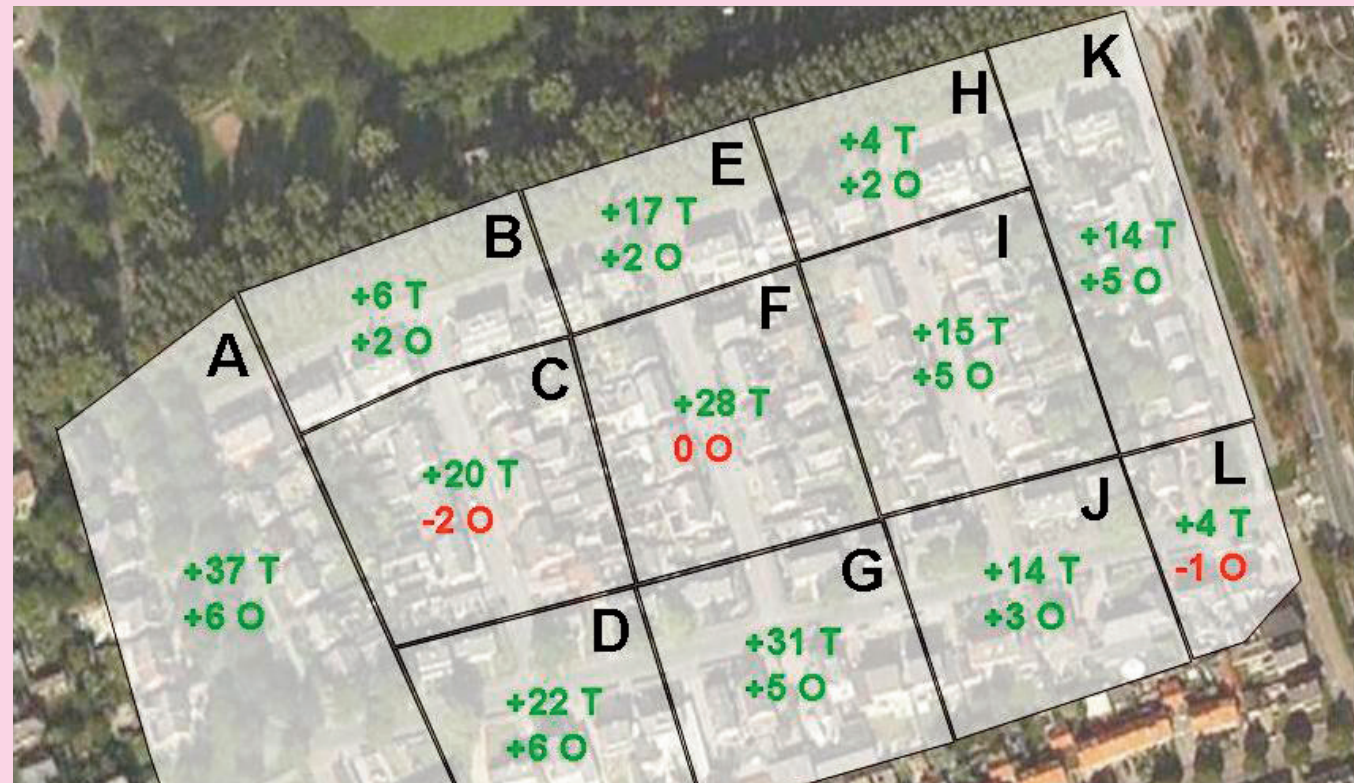 A
+37 T
+6 O
B
+6 T
+2 O
C
+20 T
-2 O
D
+22 T
+6 O
E
+17 T
+2 O
F
+28 T
0 O
G
+31 T
+5 O
H
+4 T
+2 O
I
+15 T
+5 O
J
+14 T
+3 O
K
+14 T
+5 O
L
+4 T
-1 O